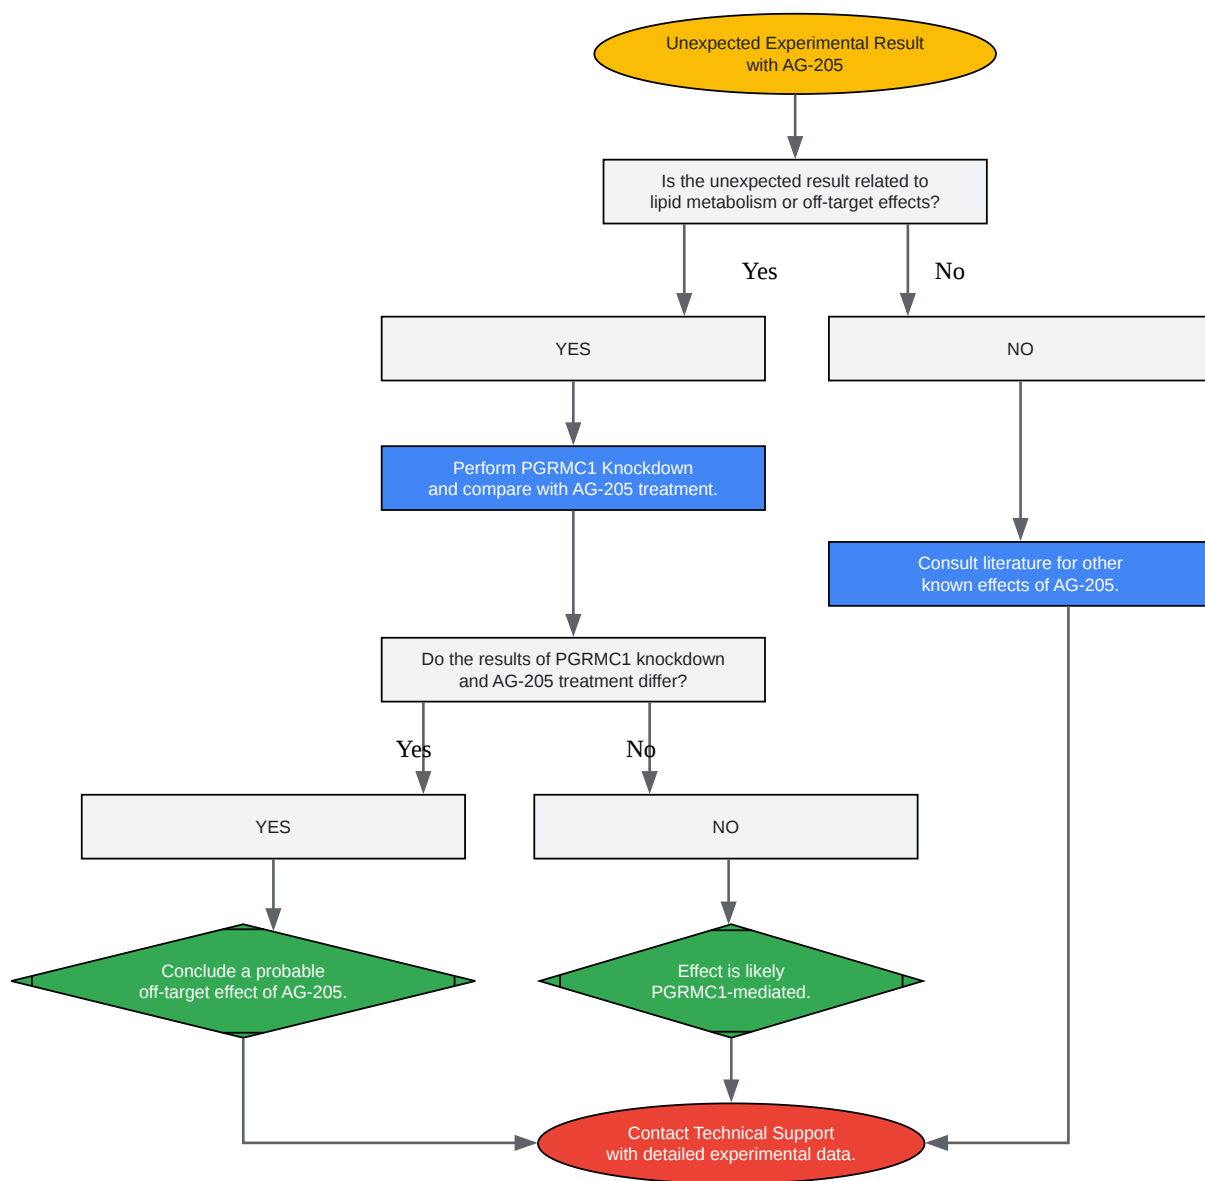 Unexpected Experimental Result
with AG-205
Is the unexpected result related to
lipid metabolism or off-target effects?
Yes
No
YES
NO
Perform PGRMC1 Knockdown
and compare with AG-205 treatment.
Consult literature for other
known effects of AG-205.
Do the results of PGRMC1 knockdown
and AG-205 treatment differ?
Yes
No
YES
NO
Conclude a probable
off-target effect of AG-205.
Effect is likely
PGRMC1-mediated.
Contact Technical Support
with detailed experimental data.